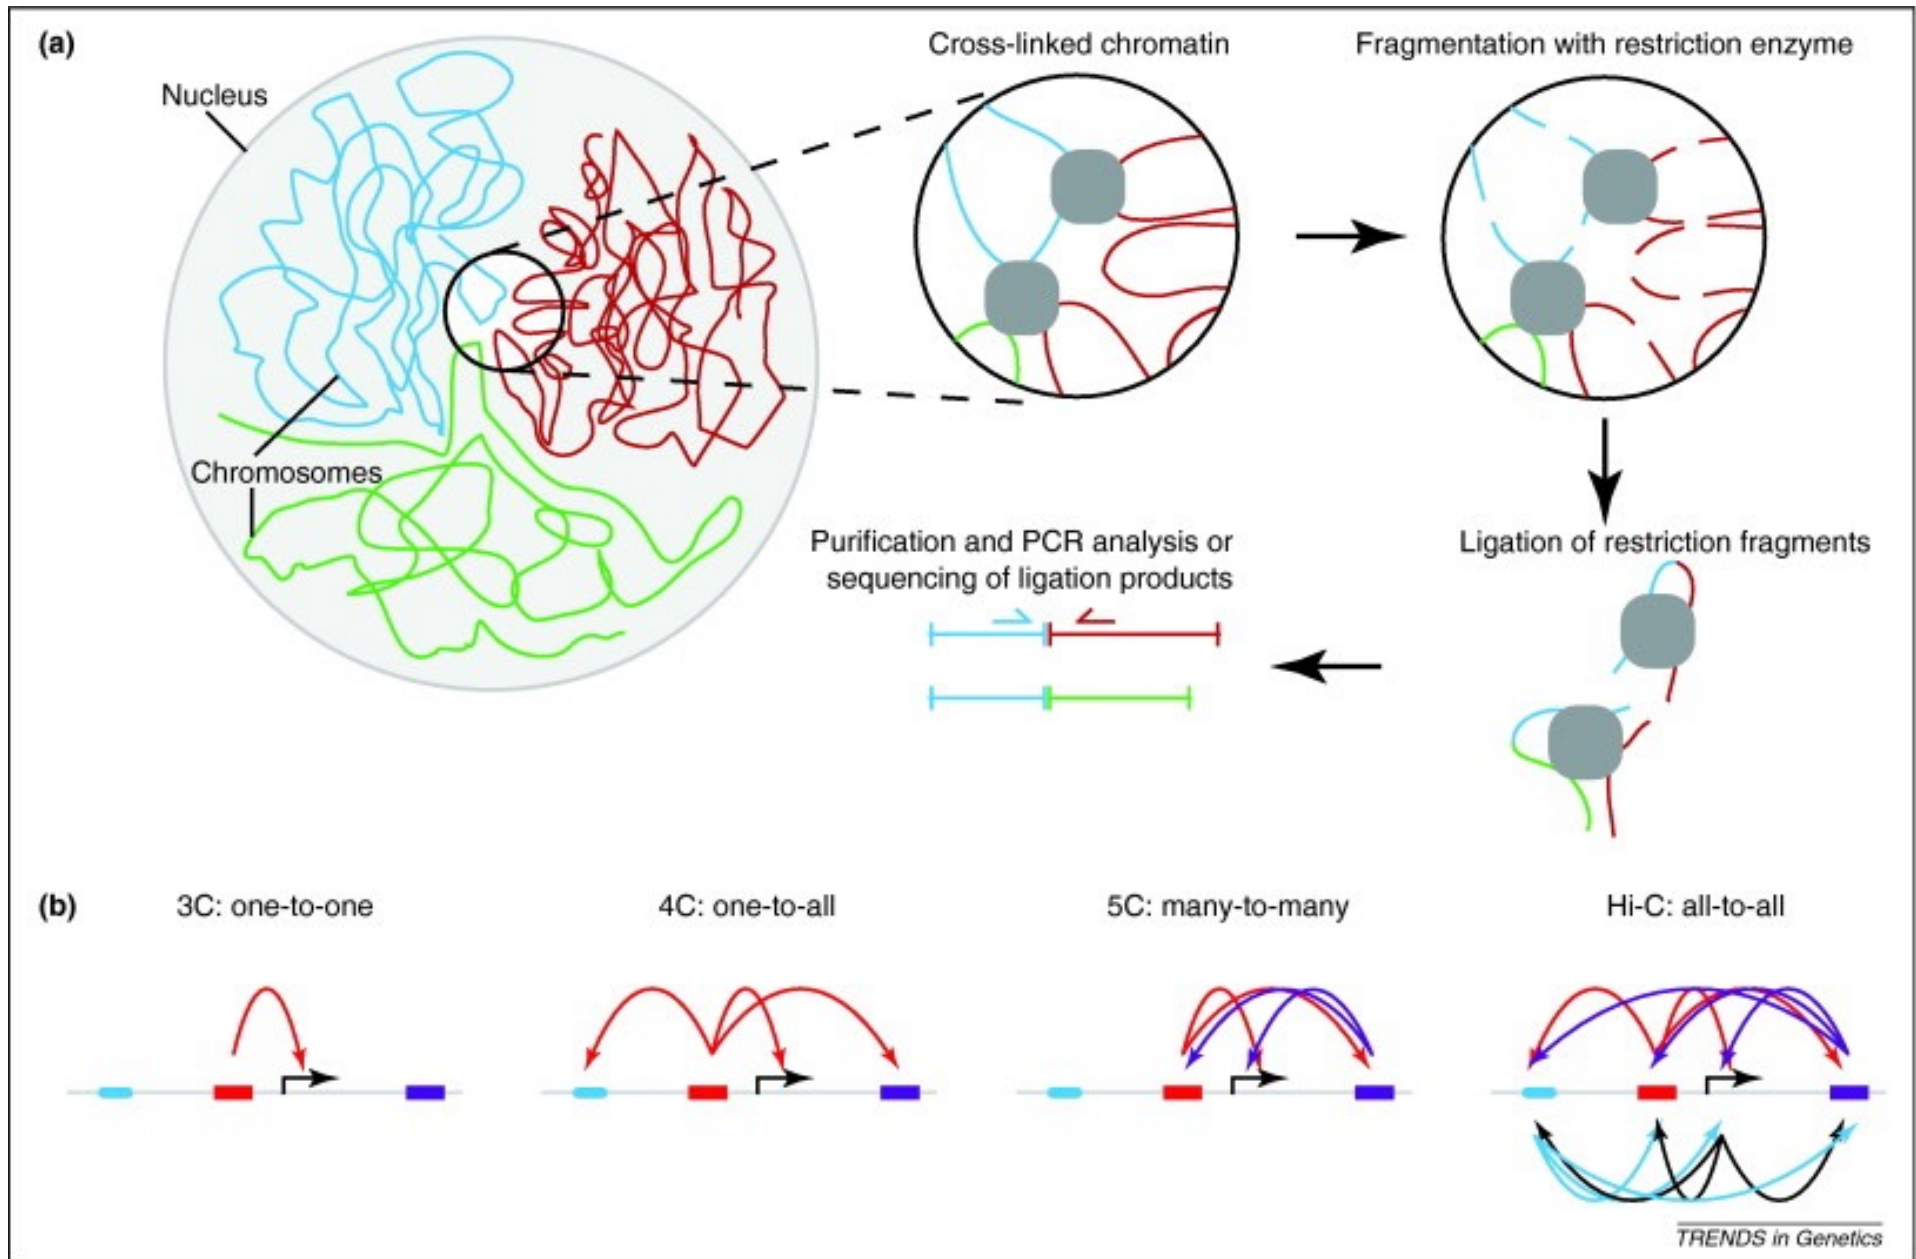 (a)
Nucleus
Chromosomes
Cross-linked chromatin
Fragmentation with restriction enzyme
Ligation of restriction fragments
Purification and PCR analysis or
sequencing of ligation products
(b)
3C: one-to-one
4C: one-to-all
5C: many-to-many
Hi-C: all-to-all
TRENDS in Genetics